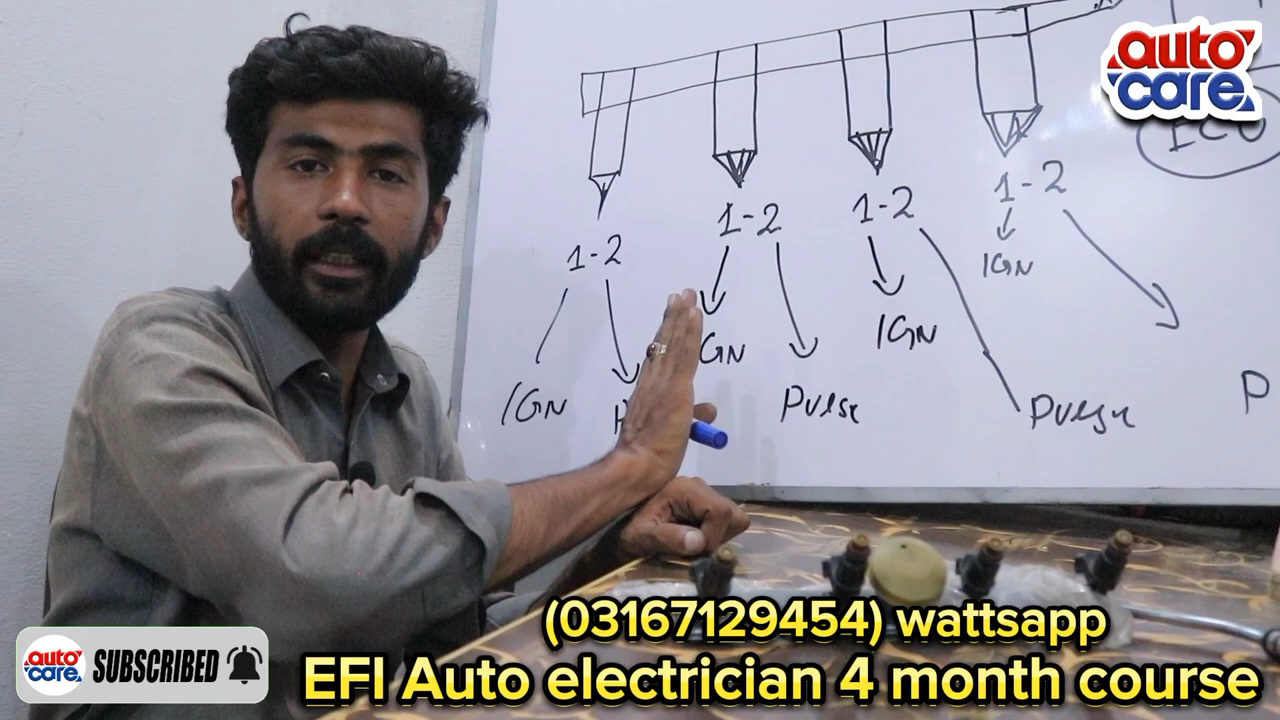 auto
care
ECU
1-2
1-2
1-2
1-2
IGN
IGN
IGN
Pulse
Pulse
P
(03167129454) wattsapp
EFI Auto electrician 4 month course
auto
care
SUBSCRIBED